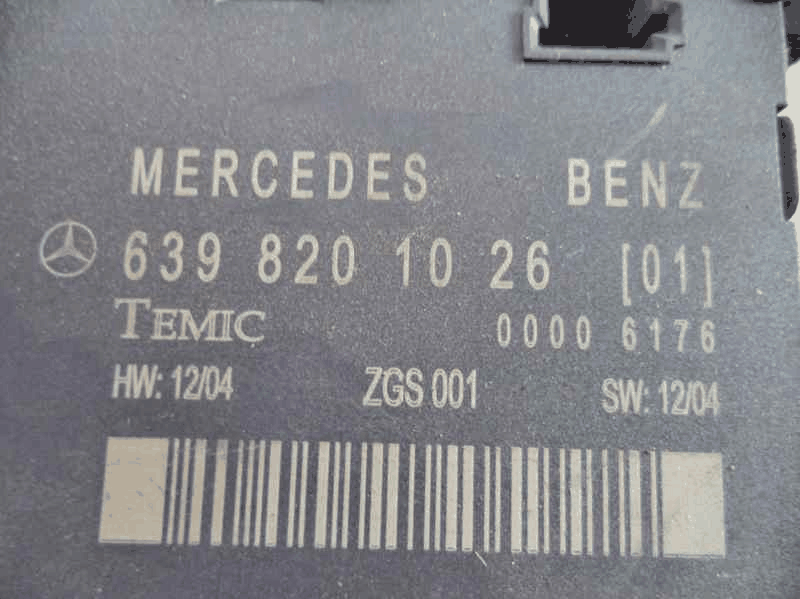 MERCEDES BENZ
639 820 10 26 [01]
TEMIC 0000 6176
HW: 12/04 ZGS 001 SW: 12/04